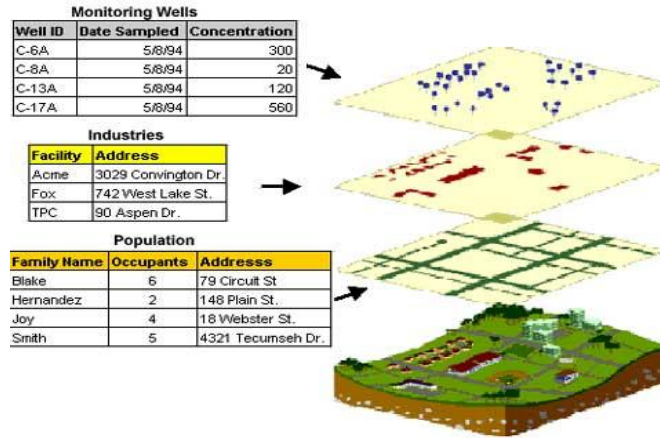 Monitoring Wells
Well ID Date Sampled Concentration
C-6A 5/8/94 300
C-8A 5/8/94 20
C-13A 5/8/94 120
C-17A 5/8/94 560
Industries
Facility Address
Acme 3029 Convington Dr.
Fox 742 West Lake St.
TPC 90 Aspen Dr.
Population
Family Name Occupants Addresss
Blake 6 79 Circuit St
Hernandez 2 148 Plain St.
Joy 4 18 Webster St.
Smith 5 4321 Tecumseh Dr.